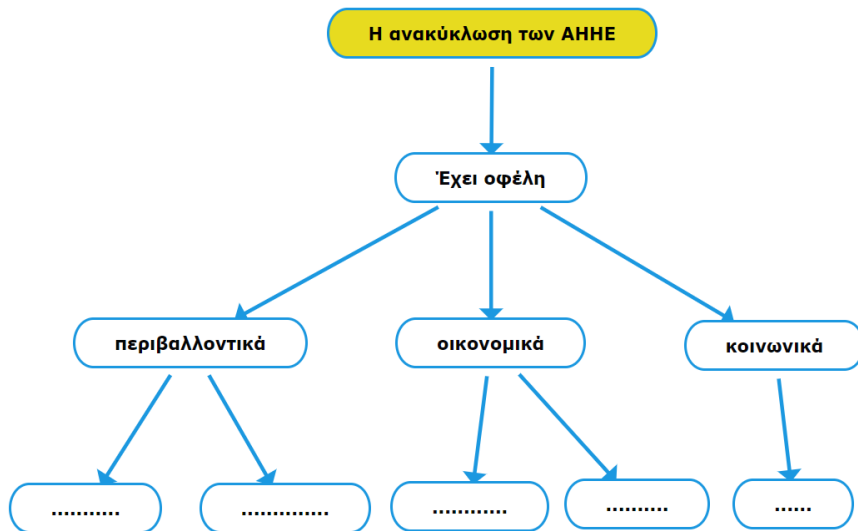 Η ανακύκλωση των ΑΗΗΕ
Έχει οφέλη
περιβαλλοντικά
οικονομικά
κοινωνικά
...........
..............
............
..........
......